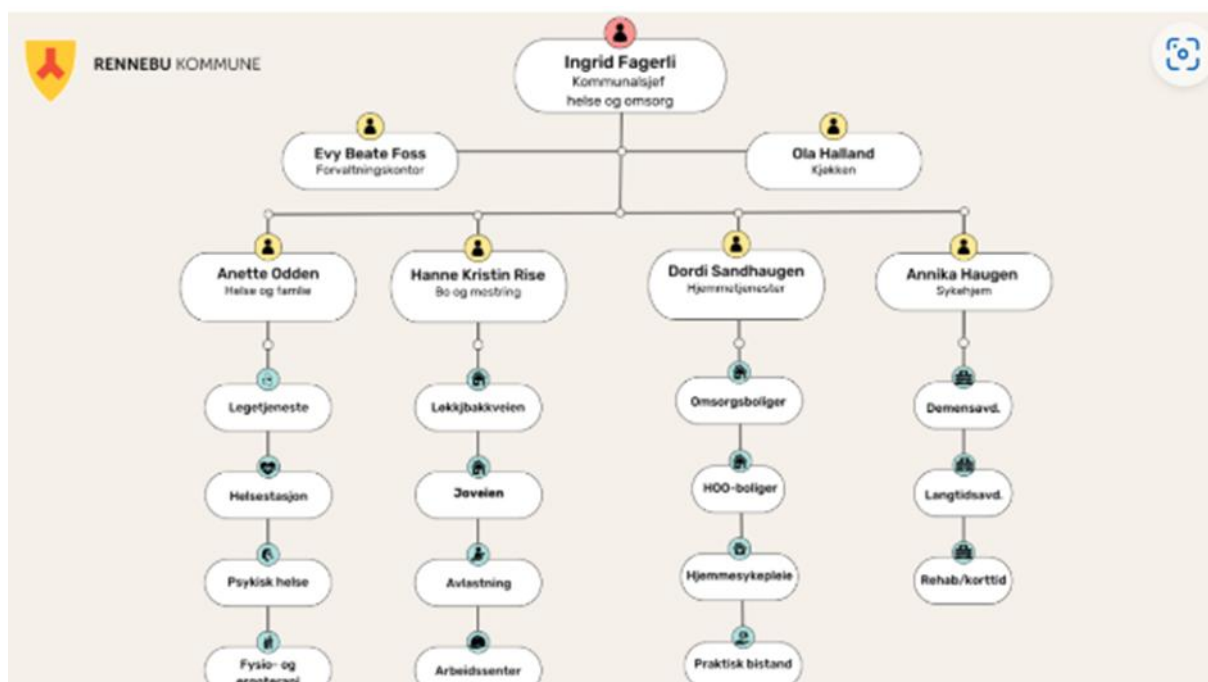 RENNEBU KOMMUNE
Ingrid Fagerli
Kommunalsjef
helse og omsorg
Evy Beate Foss
Forvaltningskontor
Ola Halland
Kjøkken
Anette Odden
Helse og familie
Hanne Kristin Rise
Bo og mestring
Dordi Sandhaugen
Hjemmetjenester
Annika Haugen
Sykehjem
Legetjeneste
Løkkjbakkveien
Omsorgsboliger
Demensavd.
Helsestasjon
Joveien
HOO-boliger
Langtidsavd.
Psykisk helse
Avlastning
Hjemmesykepleie
Rehab/korttid
Fysio- og
ergoterapi
Arbeidssenter
Praktisk bistand